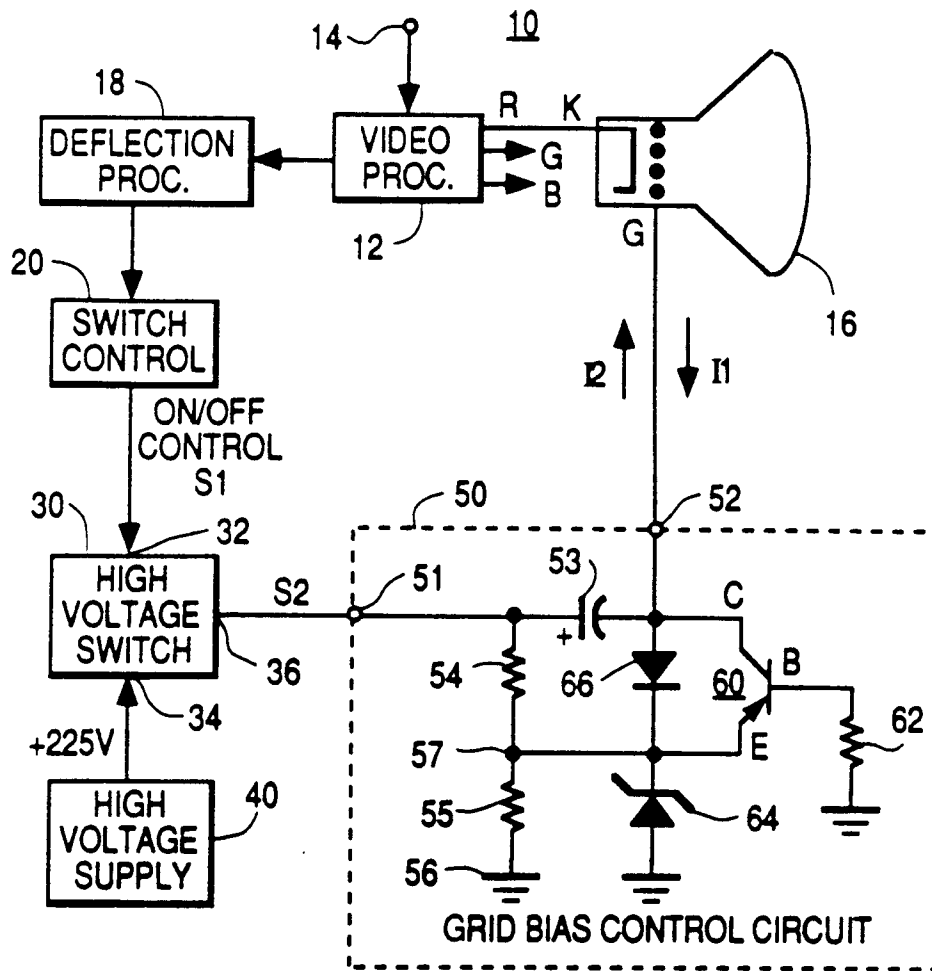 10
14
18
DEFLECTION
PROC.
VIDEO
PROC.
R
K
G
B
12
G
16
20
SWITCH
CONTROL
I2
I1
ON/OFF
CONTROL
S1
30
32
50
52
HIGH
VOLTAGE
SWITCH
S2
51
53
+
C
36
54
66
60
B
34
62
+225V
57
E
HIGH
VOLTAGE
SUPPLY
40
55
64
56
GRID BIAS CONTROL CIRCUIT